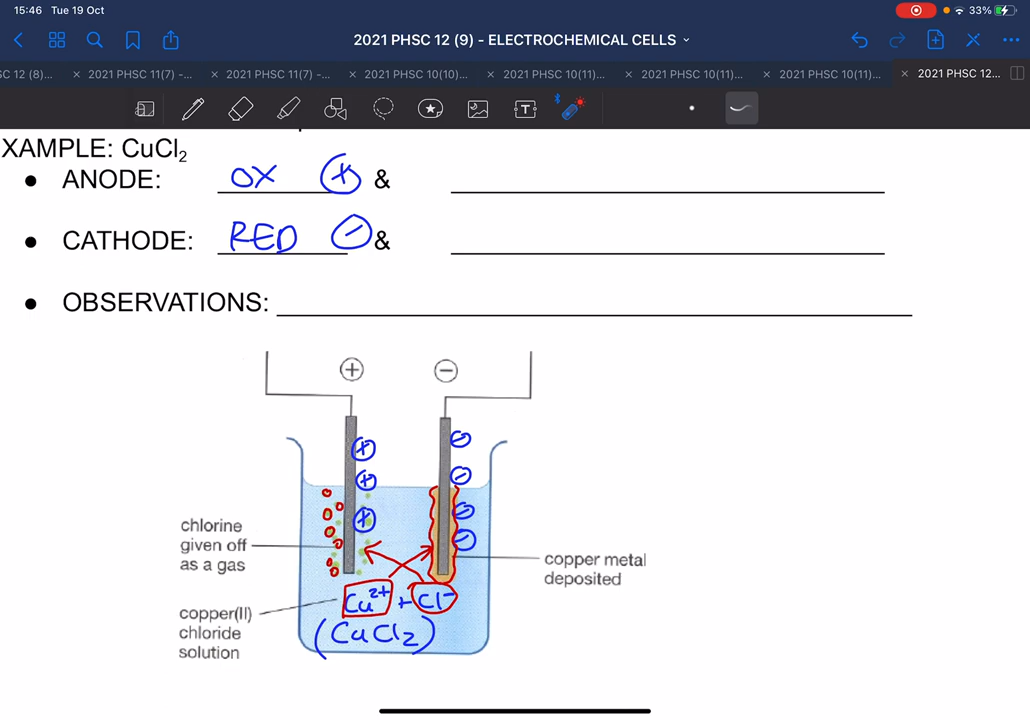 15:46 Tue 19 Oct
33%
2021 PHSC 12 (9) - ELECTROCHEMICAL CELLS
SC 12 (8)...
2021 PHSC 11(7) -...
2021 PHSC 11(7) -...
2021 PHSC 10(10)...
2021 PHSC 10(11)...
2021 PHSC 10(11)...
2021 PHSC 10(11)...
2021 PHSC 12...
XAMPLE: CuCl₂
• ANODE: OX ⊕ &
• CATHODE: RED ⊖ &
• OBSERVATIONS:
⊕ ⊖
+ −
+ −
+ −
−
chlorine
given off
as a gas
copper metal
deposited
copper(II)
chloride
solution
Cu²⁺ + Cl⁻
(CuCl₂)